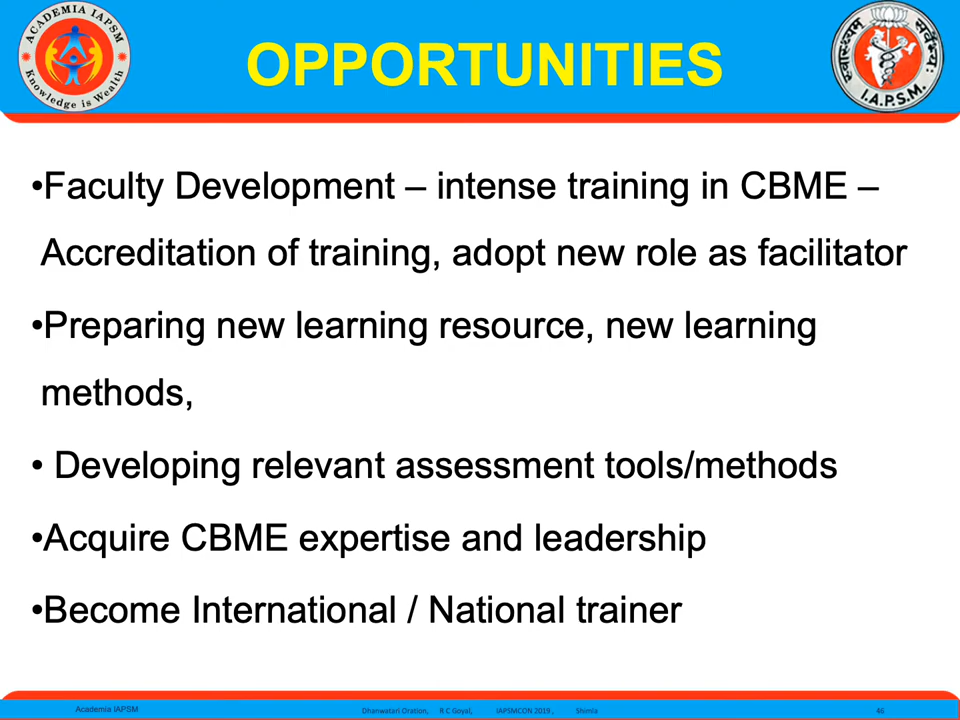 ACADEMIA IAPSM
Knowledge is Wealth
OPPORTUNITIES
स्वास्थ्यम् सर्वेभ्यः
I.A.P.S.M.
•Faculty Development – intense training in CBME –
Accreditation of training, adopt new role as facilitator
•Preparing new learning resource, new learning
methods,
• Developing relevant assessment tools/methods
•Acquire CBME expertise and leadership
•Become International / National trainer
Academia IAPSM Dhanwatari Oration, R C Goyal, IAPSMCON 2019 , Shimla 46